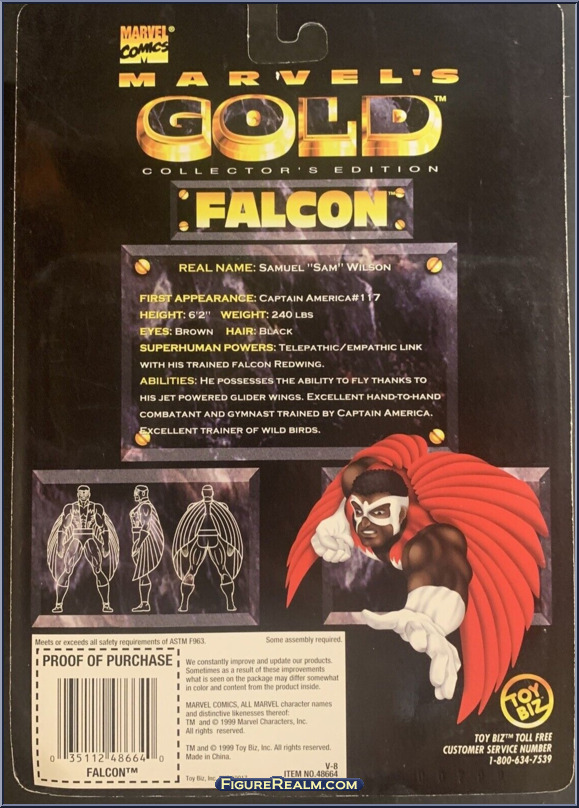 MARVEL®
COMICS
MARVEL'S
GOLD™
COLLECTOR'S EDITION
FALCON™
REAL NAME: SAMUEL "SAM" WILSON
FIRST APPEARANCE: CAPTAIN AMERICA#117
HEIGHT: 6'2" WEIGHT: 240 LBS
EYES: BROWN HAIR: BLACK
SUPERHUMAN POWERS: TELEPATHIC/EMPATHIC LINK
WITH HIS TRAINED FALCON REDWING.
ABILITIES: HE POSSESSES THE ABILITY TO FLY THANKS TO
HIS JET POWERED GLIDER WINGS. EXCELLENT HAND-TO-HAND
COMBATANT AND GYMNAST TRAINED BY CAPTAIN AMERICA.
EXCELLENT TRAINER OF WILD BIRDS.
Meets or exceeds all safety requirements of ASTM F963.
Some assembly required.
PROOF OF PURCHASE
0 35112 48664 0
FALCON™
We constantly improve and update our products.
Sometimes as a result of these improvements
what is seen on the package may differ somewhat
in color and content from the product inside.
MARVEL COMICS, ALL MARVEL character names
and distinctive likenesses thereof:
TM and © 1999 Marvel Characters, Inc.
All rights reserved.
TM and © 1999 Toy Biz, Inc. All rights reserved.
Made in China.
V-8
Toy Biz, Inc.
ITEM NO.48664
TOY
BIZ
TOY BIZ™ TOLL FREE
CUSTOMER SERVICE NUMBER
1-800-634-7539
FIGUREREALM.COM